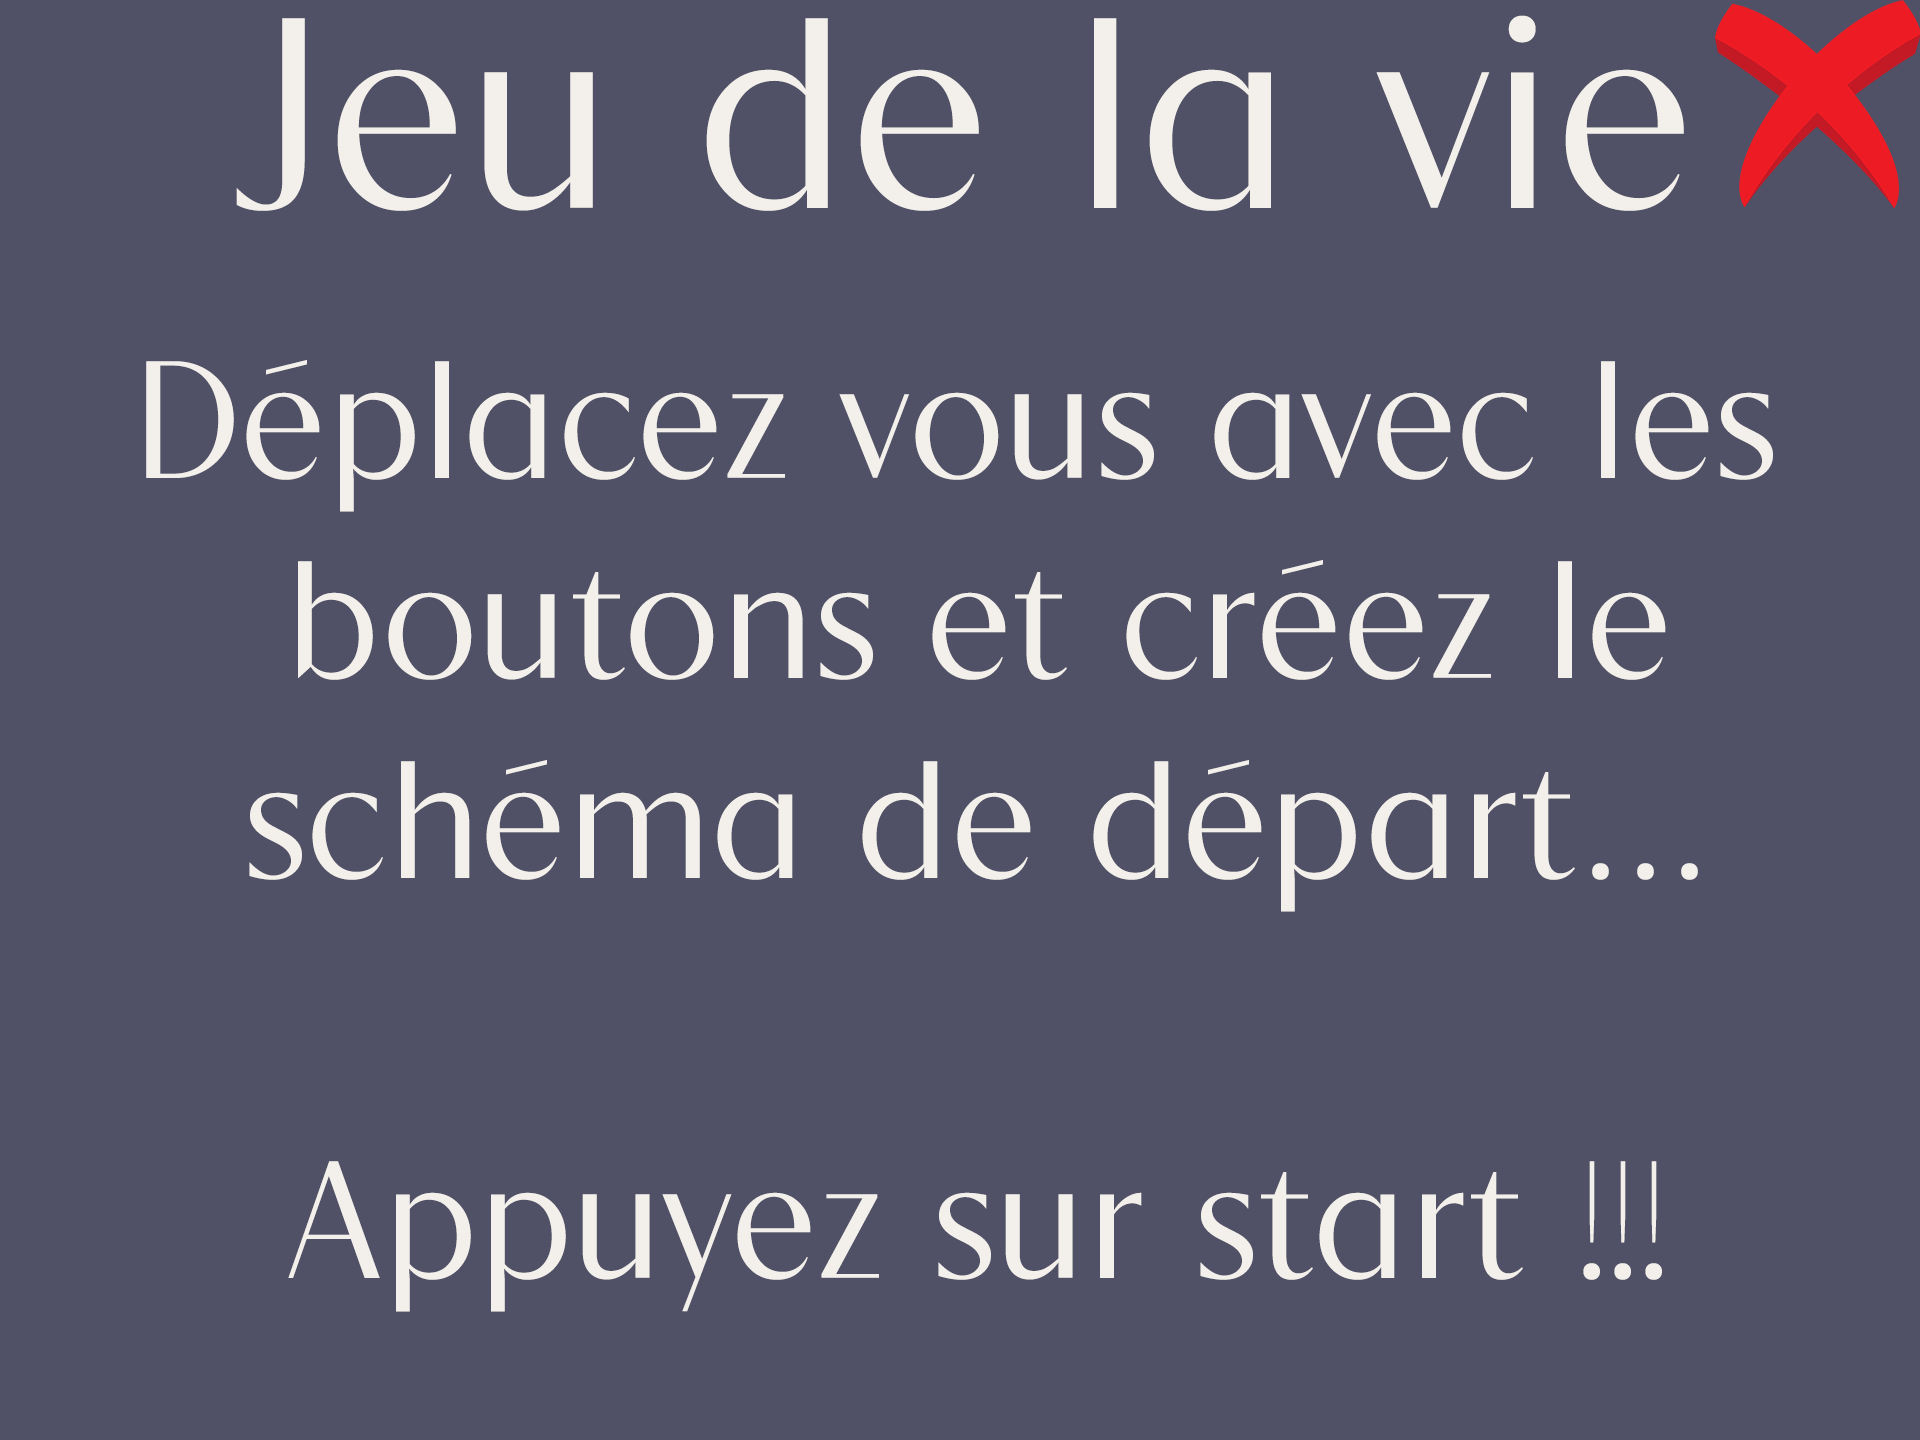 Jeu de la vie
Déplacez vous avec les
boutons et créez le
schéma de départ...
Appuyez sur start !!!